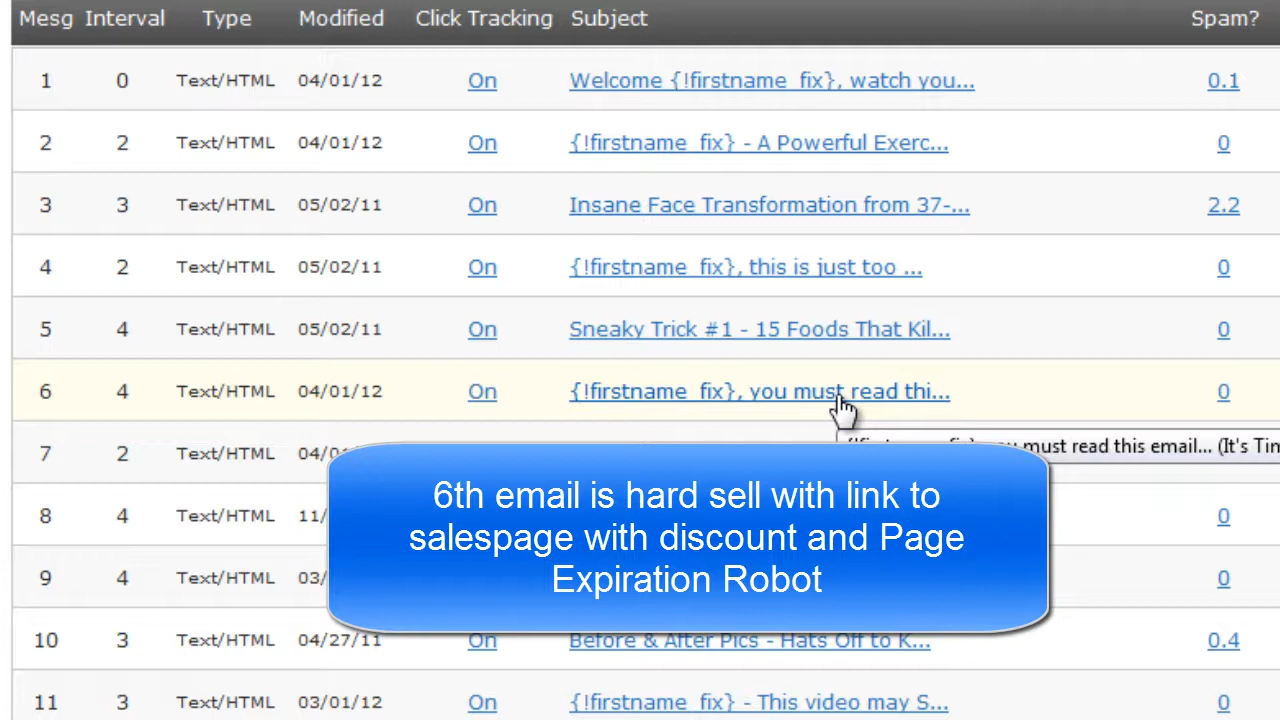 Mesg Interval Type Modified Click Tracking Subject Spam?
1 0 Text/HTML 04/01/12 On Welcome {!firstname_fix}, watch you... 0.1
2 2 Text/HTML 04/01/12 On {!firstname_fix} - A Powerful Exerc... 0
3 3 Text/HTML 05/02/11 On Insane Face Transformation from 37-... 2.2
4 2 Text/HTML 05/02/11 On {!firstname_fix}, this is just too ... 0
5 4 Text/HTML 05/02/11 On Sneaky Trick #1 - 15 Foods That Kil... 0
6 4 Text/HTML 04/01/12 On {!firstname_fix}, you must read thi... 0
must read this email... (It's Tim
7 2 Text/HTML
6th email is hard sell with link to
salespage with discount and Page
Expiration Robot
8 4 Text/HTML 11/ 0
9 4 Text/HTML 03/ 0
10 3 Text/HTML 04/27/11 On Before & After Pics - Hats Off to K... 0.4
11 3 Text/HTML 03/01/12 On {!firstname_fix} - This video may S... 0